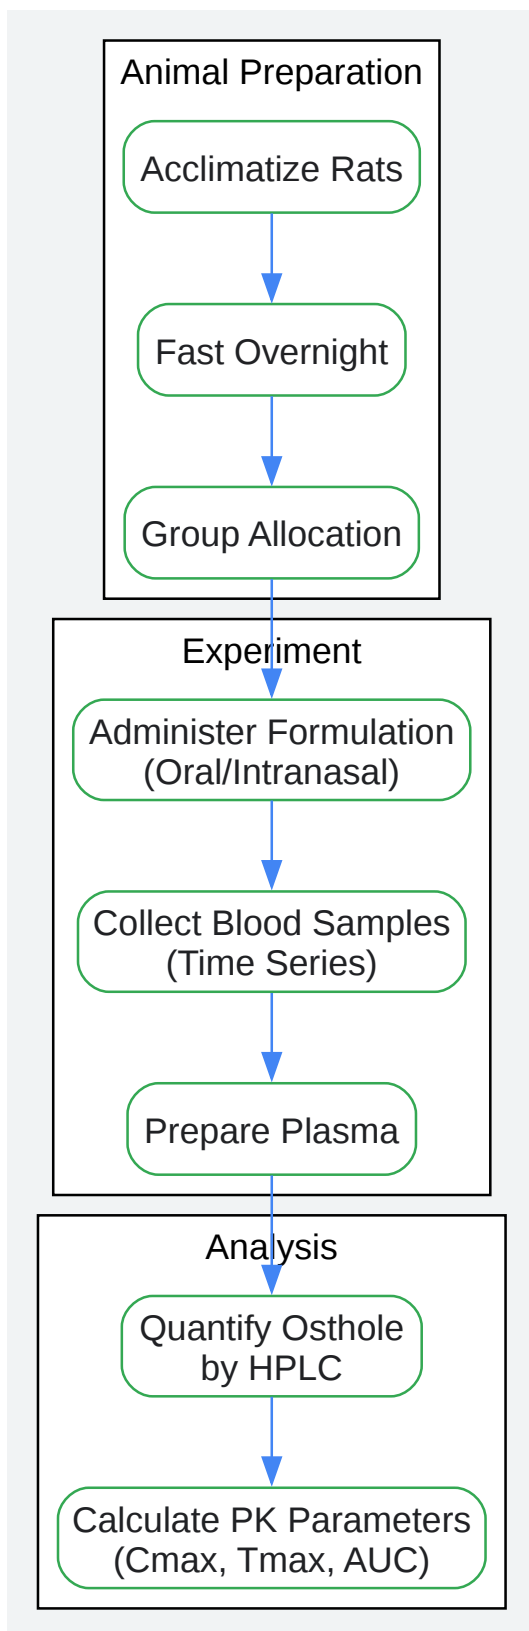 Animal Preparation
Acclimatize Rats
Fast Overnight
Group Allocation
Experiment
Administer Formulation
(Oral/Intranasal)
Collect Blood Samples
(Time Series)
Prepare Plasma
Analysis
Quantify Osthole
by HPLC
Calculate PK Parameters
(Cmax, Tmax, AUC)